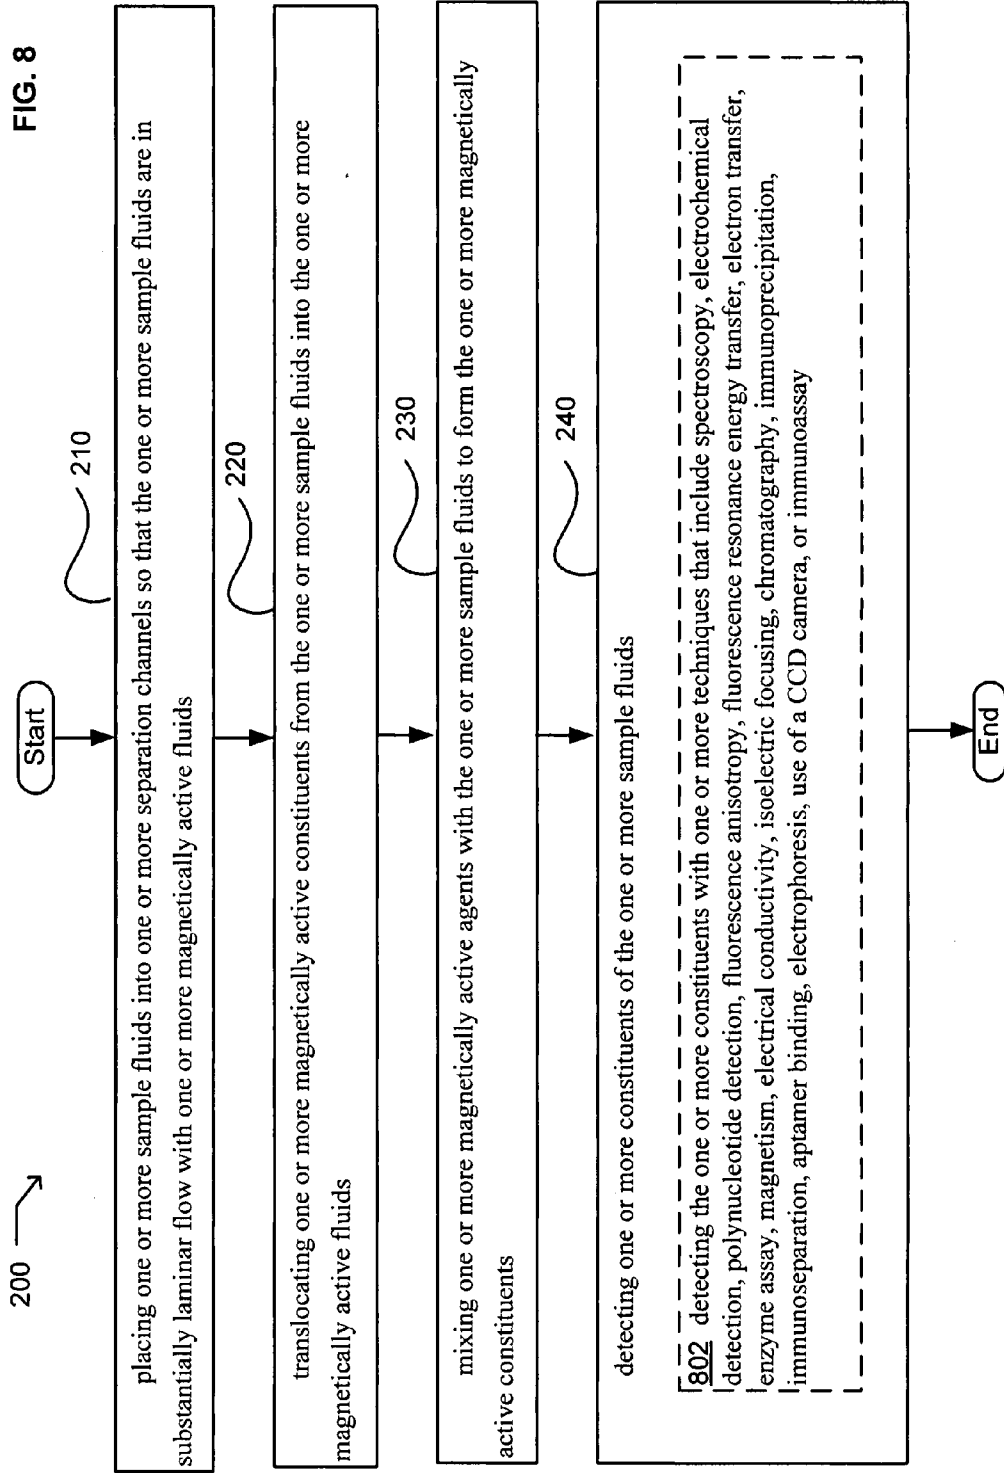 FIG. 8
200
Start
210
placing one or more sample fluids into one or more separation channels so that the one or more sample fluids are in
substantially laminar flow with one or more magnetically active fluids
220
translocating one or more magnetically active constituents from the one or more sample fluids into the one or more
magnetically active fluids
230
mixing one or more magnetically active agents with the one or more sample fluids to form the one or more magnetically
active constituents
240
detecting one or more constituents of the one or more sample fluids
802 detecting the one or more constituents with one or more techniques that include spectroscopy, electrochemical
detection, polynucleotide detection, fluorescence anisotropy, fluorescence resonance energy transfer, electron transfer,
enzyme assay, magnetism, electrical conductivity, isoelectric focusing, chromatography, immunoprecipitation,
immunoseparation, aptamer binding, electrophoresis, use of a CCD camera, or immunoassay
End